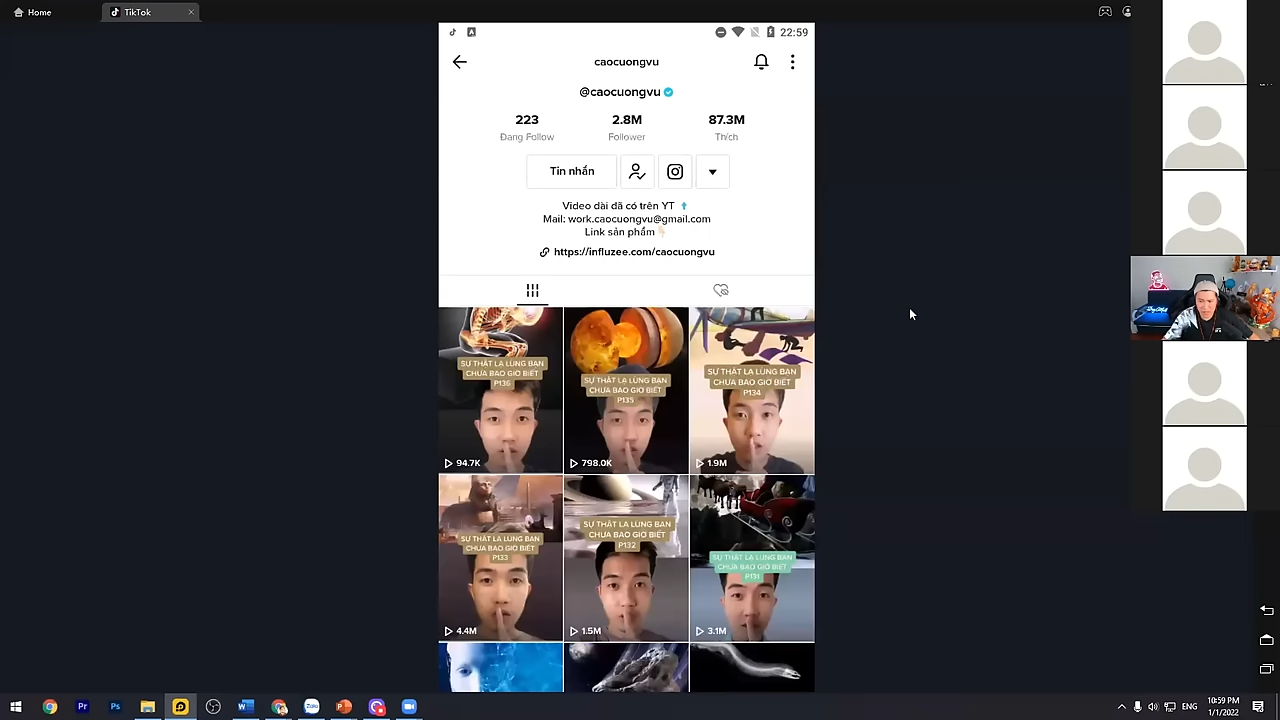 Home
TikTok
22:59
caocuongvu
@caocuongvu
223
2.8M
87.3M
Đang Follow
Follower
Thích
Tin nhắn
Video dài đã có trên YT
Mail: work.caocuongvu@gmail.com
Link sản phẩm
https://influzee.com/caocuongvu
SỰ THẬT LẠ LÙNG BẠN
CHƯA BAO GIỜ BIẾT
P136
94.7K
SỰ THẬT LẠ LÙNG BẠN
CHƯA BAO GIỜ BIẾT
P135
798.0K
SỰ THẬT LẠ LÙNG BẠN
CHƯA BAO GIỜ BIẾT
P134
1.9M
SỰ THẬT LẠ LÙNG BẠN
CHƯA BAO GIỜ BIẾT
P133
4.4M
SỰ THẬT LẠ LÙNG BẠN
CHƯA BAO GIỜ BIẾT
P132
1.5M
SỰ THẬT LẠ LÙNG BẠN
CHƯA BAO GIỜ BIẾT
P131
3.1M
Pr
Ps
Zalo
ENG
10:59 PM
1/1/2022